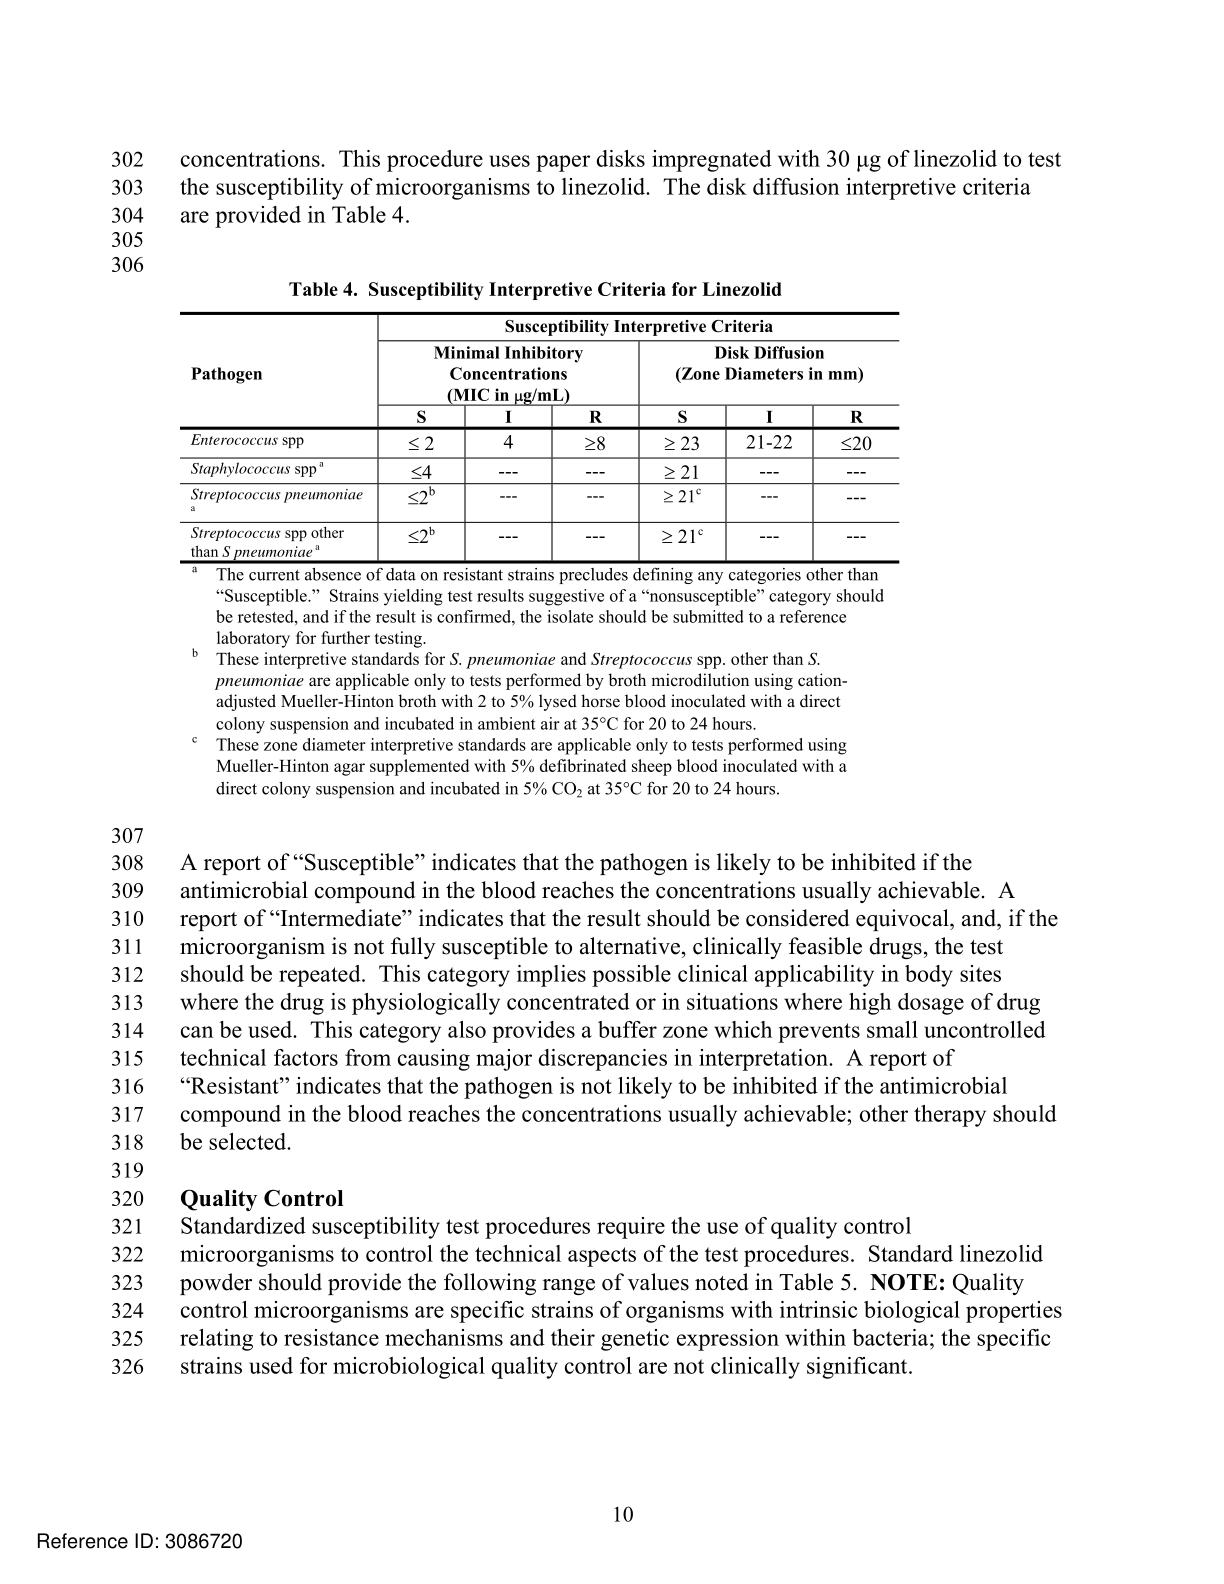 302 concentrations. This procedure uses paper disks impregnated with 30 μg of linezolid to test
303 the susceptibility of microorganisms to linezolid. The disk diffusion interpretive criteria
304 are provided in Table 4.
305
306
Table 4. Susceptibility Interpretive Criteria for Linezolid
Susceptibility Interpretive Criteria
Pathogen
Minimal Inhibitory
Concentrations
(MIC in μg/mL)
Disk Diffusion
(Zone Diameters in mm)
S I R S I R
Enterococcus spp ≤ 2 4 ≥8 ≥ 23 21-22 ≤20
Staphylococcus spp a ≤4 --- --- ≥ 21 --- ---
Streptococcus pneumoniae ≤2b --- --- ≥ 21c --- ---
a
Streptococcus spp other ≤2b --- --- ≥ 21c --- ---
than S pneumoniae a
a The current absence of data on resistant strains precludes defining any categories other than
“Susceptible.” Strains yielding test results suggestive of a “nonsusceptible” category should
be retested, and if the result is confirmed, the isolate should be submitted to a reference
laboratory for further testing.
b These interpretive standards for S. pneumoniae and Streptococcus spp. other than S.
pneumoniae are applicable only to tests performed by broth microdilution using cation-
adjusted Mueller-Hinton broth with 2 to 5% lysed horse blood inoculated with a direct
colony suspension and incubated in ambient air at 35°C for 20 to 24 hours.
c These zone diameter interpretive standards are applicable only to tests performed using
Mueller-Hinton agar supplemented with 5% defibrinated sheep blood inoculated with a
direct colony suspension and incubated in 5% CO2 at 35°C for 20 to 24 hours.
307
308 A report of “Susceptible” indicates that the pathogen is likely to be inhibited if the
309 antimicrobial compound in the blood reaches the concentrations usually achievable. A
310 report of “Intermediate” indicates that the result should be considered equivocal, and, if the
311 microorganism is not fully susceptible to alternative, clinically feasible drugs, the test
312 should be repeated. This category implies possible clinical applicability in body sites
313 where the drug is physiologically concentrated or in situations where high dosage of drug
314 can be used. This category also provides a buffer zone which prevents small uncontrolled
315 technical factors from causing major discrepancies in interpretation. A report of
316 “Resistant” indicates that the pathogen is not likely to be inhibited if the antimicrobial
317 compound in the blood reaches the concentrations usually achievable; other therapy should
318 be selected.
319
320 Quality Control
321 Standardized susceptibility test procedures require the use of quality control
322 microorganisms to control the technical aspects of the test procedures. Standard linezolid
323 powder should provide the following range of values noted in Table 5. NOTE: Quality
324 control microorganisms are specific strains of organisms with intrinsic biological properties
325 relating to resistance mechanisms and their genetic expression within bacteria; the specific
326 strains used for microbiological quality control are not clinically significant.
10
Reference ID: 3086720